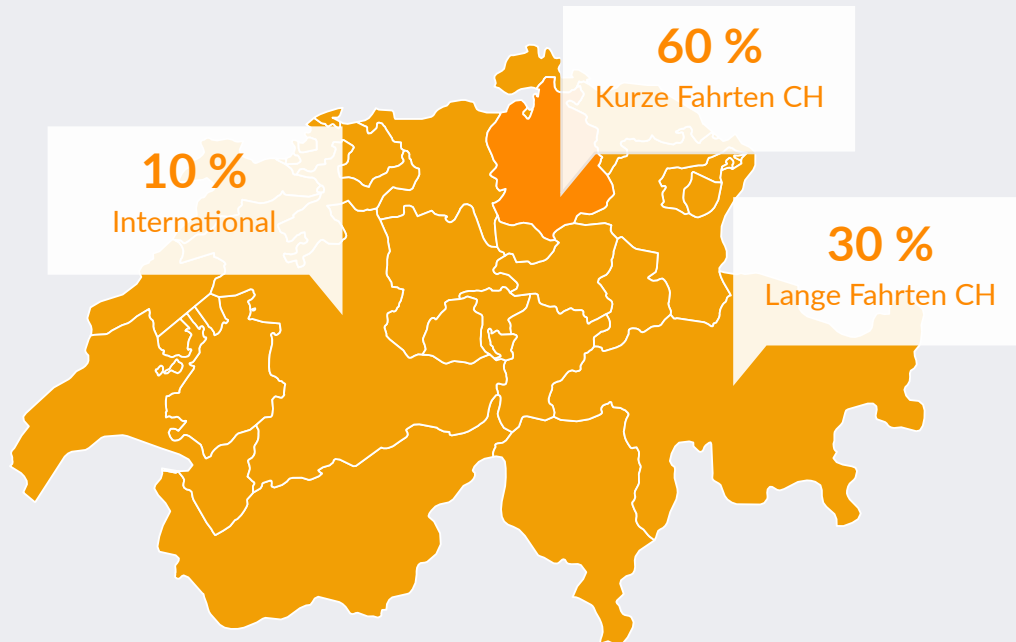 60 %
Kurze Fahrten CH
10 %
International
30 %
Lange Fahrten CH